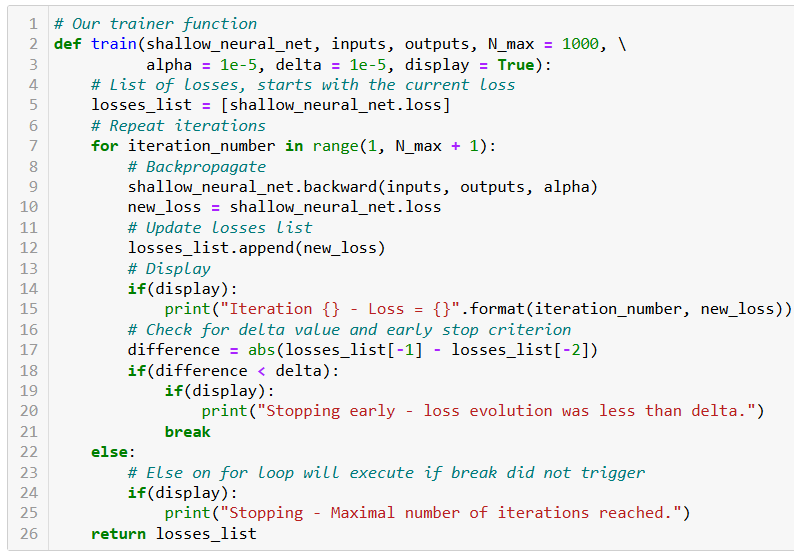 1 # Our trainer function
2 def train(shallow_neural_net, inputs, outputs, N_max = 1000, \
3           alpha = 1e-5, delta = 1e-5, display = True):
4     # List of losses, starts with the current loss
5     losses_list = [shallow_neural_net.loss]
6     # Repeat iterations
7     for iteration_number in range(1, N_max + 1):
8         # Backpropagate
9         shallow_neural_net.backward(inputs, outputs, alpha)
10         new_loss = shallow_neural_net.loss
11         # Update losses list
12         losses_list.append(new_loss)
13         # Display
14         if(display):
15             print("Iteration {} - Loss = {}".format(iteration_number, new_loss))
16         # Check for delta value and early stop criterion
17         difference = abs(losses_list[-1] - losses_list[-2])
18         if(difference < delta):
19             if(display):
20                 print("Stopping early - loss evolution was less than delta.")
21             break
22     else:
23         # Else on for loop will execute if break did not trigger
24         if(display):
25             print("Stopping - Maximal number of iterations reached.")
26     return losses_list